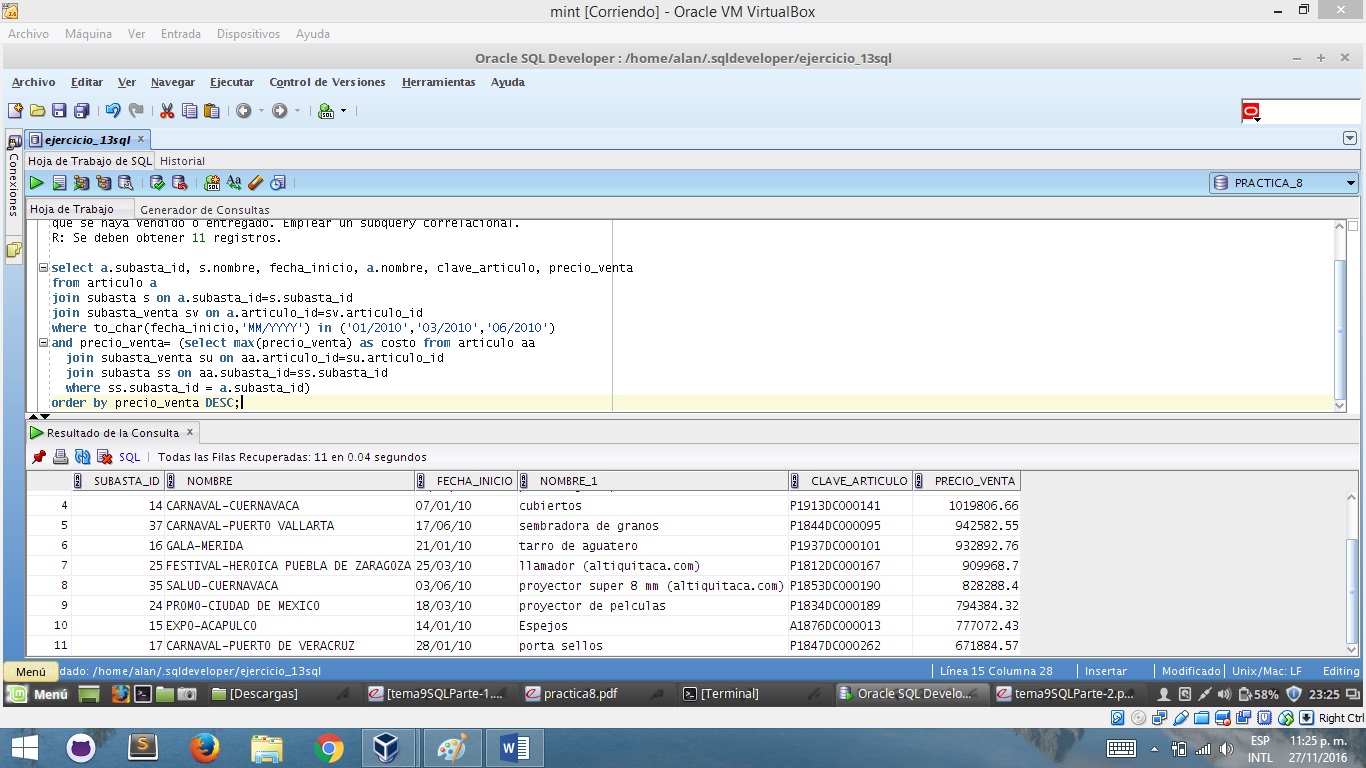 mint [Corriendo] - Oracle VM VirtualBox
Archivo Máquina Ver Entrada Dispositivos Ayuda
Oracle SQL Developer : /home/alan/.sqldeveloper/ejercicio_13sql
Archivo Editar Ver Navegar Ejecutar Control de Versiones Herramientas Ayuda
ejercicio_13sql
Conexiones
Hoja de Trabajo de SQL Historial
PRACTICA_8
Hoja de Trabajo Generador de Consultas
que se haya vendido o entregado. Emplear un subquery correlacional.
R: Se deben obtener 11 registros.
select a.subasta_id, s.nombre, fecha_inicio, a.nombre, clave_articulo, precio_venta
from articulo a
join subasta s on a.subasta_id=s.subasta_id
join subasta_venta sv on a.articulo_id=sv.articulo_id
where to_char(fecha_inicio,'MM/YYYY') in ('01/2010','03/2010','06/2010')
and precio_venta= (select max(precio_venta) as costo from articulo aa
join subasta_venta su on aa.articulo_id=su.articulo_id
join subasta ss on aa.subasta_id=ss.subasta_id
where ss.subasta_id = a.subasta_id)
order by precio_venta DESC;
Resultado de la Consulta x
SQL | Todas las Filas Recuperadas: 11 en 0.04 segundos
SUBASTA_ID NOMBRE FECHA_INICIO NOMBRE_1 CLAVE_ARTICULO PRECIO_VENTA
4 14 CARNAVAL-CUERNAVACA 07/01/10 cubiertos P1913DC000141 1019806.66
5 37 CARNAVAL-PUERTO VALLARTA 17/06/10 sembradora de granos P1844DC000095 942582.55
6 16 GALA-MERIDA 21/01/10 tarro de aguatero P1937DC000101 932892.76
7 25 FESTIVAL-HEROICA PUEBLA DE ZARAGOZA 25/03/10 llamador (altiquitaca.com) P1812DC000167 909968.7
8 35 SALUD-CUERNAVACA 03/06/10 proyector super 8 mm (altiquitaca.com) P1853DC000190 828288.4
9 24 PROMO-CIUDAD DE MEXICO 18/03/10 proyector de pelculas P1834DC000189 794384.32
10 15 EXPO-ACAPULCO 14/01/10 Espejos A1876DC000013 777072.43
11 17 CARNAVAL-PUERTO DE VERACRUZ 28/01/10 porta sellos P1847DC000262 671884.57
Menú
dado: /home/alan/.sqldeveloper/ejercicio_13sql Línea 15 Columna 28 Insertar Modificado Unix/Mac: LF Editing
Menú [Descargas] [tema9SQLParte-1.... practica8.pdf [Terminal] Oracle SQL Develo... tema9SQLParte-2.p... 58% 23:25
Right Ctrl
ESP 11:25 p. m.
INTL 27/11/2016